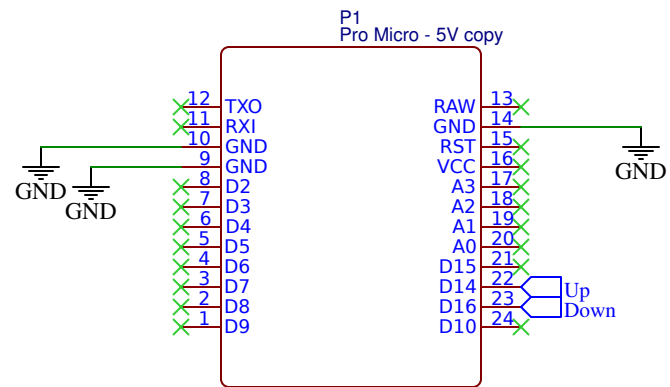 P1
Pro Micro - 5V copy
12 TXO RAW 13
11 RXI GND 14
10 GND RST 15
9 GND VCC 16
GND GND GND
8 D2 A3 17
7 D3 A2 18
6 D4 A1 19
5 D5 A0 20
4 D6 D15 21
3 D7 D14 22 Up
2 D8 D16 23 Down
1 D9 D10 24